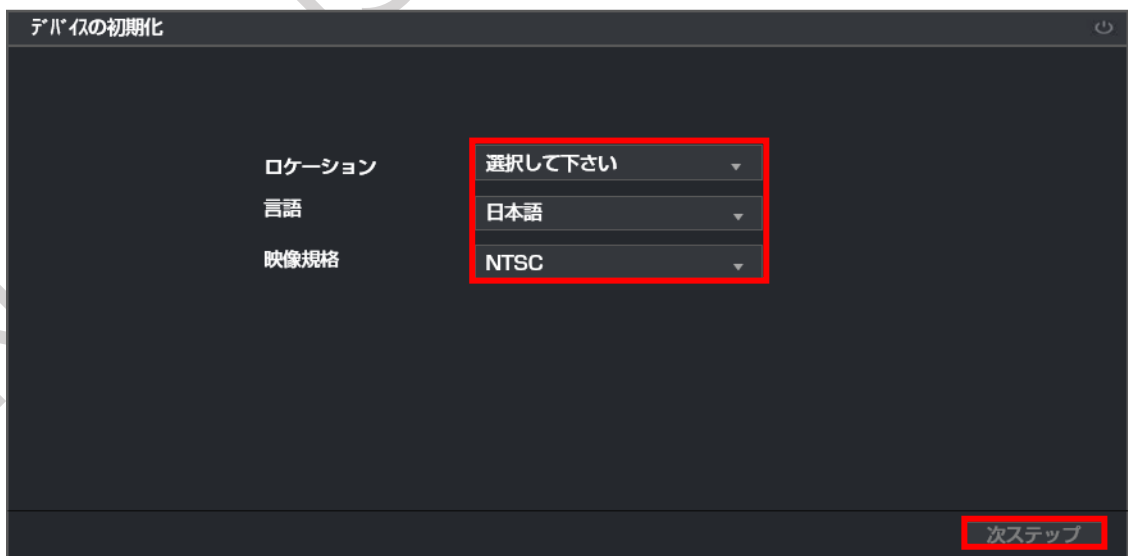 デバイスの初期化
ロケーション 選択して下さい
言語 日本語
映像規格 NTSC
次ステップ